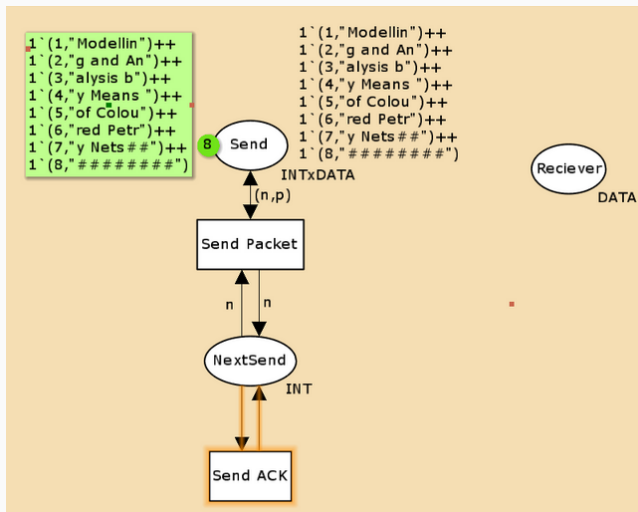 1`(1,"Modellin")++
1`(2,"g and An")++
1`(3,"alysis b")++
1`(4,"y Means ")++
1`(5,"of Colou")++
1`(6,"red Petr")++
1`(7,"y Nets##")++
1`(8,"########")
1`(1,"Modellin")++
1`(2,"g and An")++
1`(3,"alysis b")++
1`(4,"y Means ")++
1`(5,"of Colou")++
1`(6,"red Petr")++
1`(7,"y Nets##")++
1`(8,"########")
8
Send
INTxDATA
Reciever
DATA
(n,p)
Send Packet
n
n
NextSend
INT
Send ACK